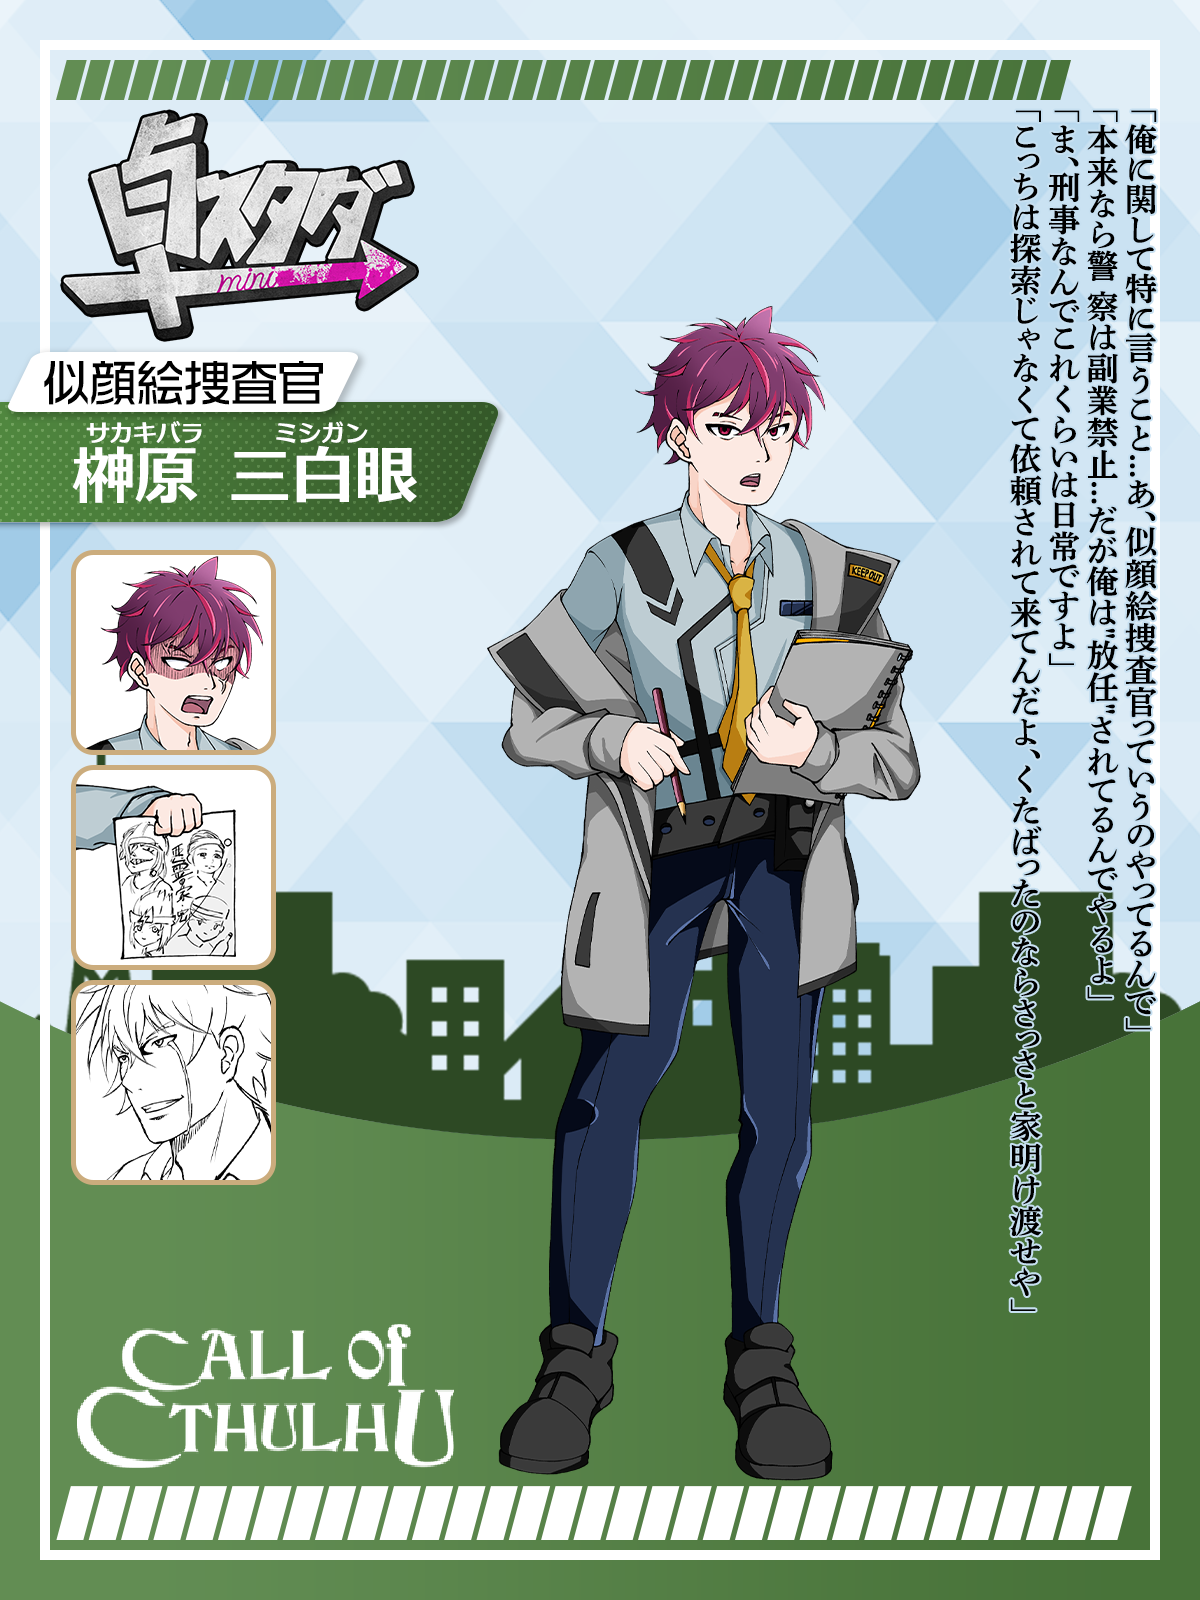 卓スタダ
mini
似顔絵捜査官
サカキバラ ミシガン
榊原 三白眼
「俺に関して特に言うこと…あ、似顔絵捜査官っていうのやってるんで」
「本来なら警察は副業禁止…だが俺は"放任"されてるんでやるよ」
「ま、刑事なんでこれくらいは日常ですよ」
「こっちは探索じゃなくて依頼されて来てんだよ、くたばったのならさっさと家明け渡せや」
KEEP OUT
CALL Of
CTHULHU